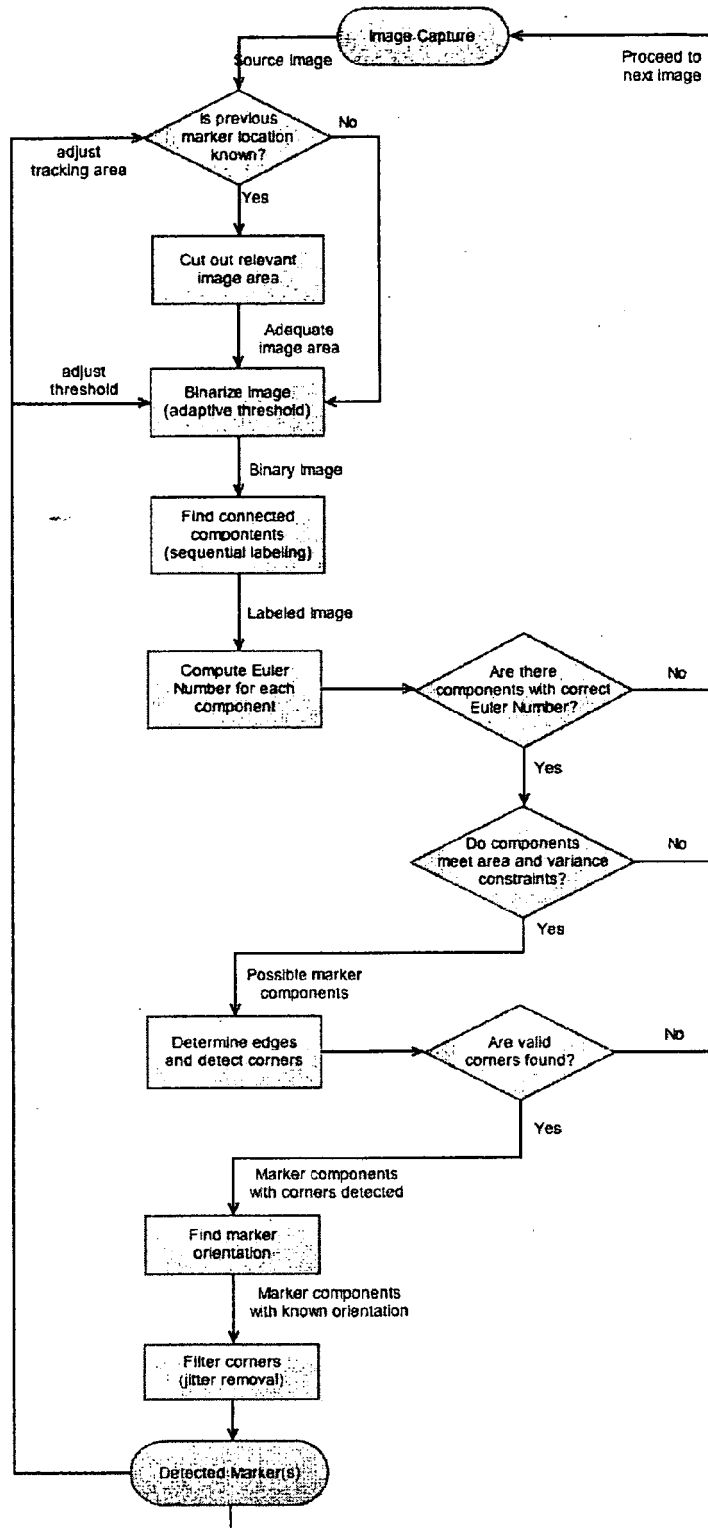 Image Capture
Source Image
Proceed to
next image
Is previous
marker location
known?
No
adjust
tracking area
Yes
Cut out relevant
image area
Adequate
image area
adjust
threshold
Binarize Image
(adaptive threshold)
Binary Image
Find connected
compontents
(sequential labeling)
Labeled Image
Compute Euler
Number for each
component
Are there
components with correct
Euler Number?
No
Yes
Do components
meet area and variance
constraints?
No
Yes
Possible marker
components
Determine edges
and detect corners
Are valid
corners found?
No
Yes
Marker components
with corners detected
Find marker
orientation
Marker components
with known orientation
Filter corners
(jitter removal)
Detected Marker(s)